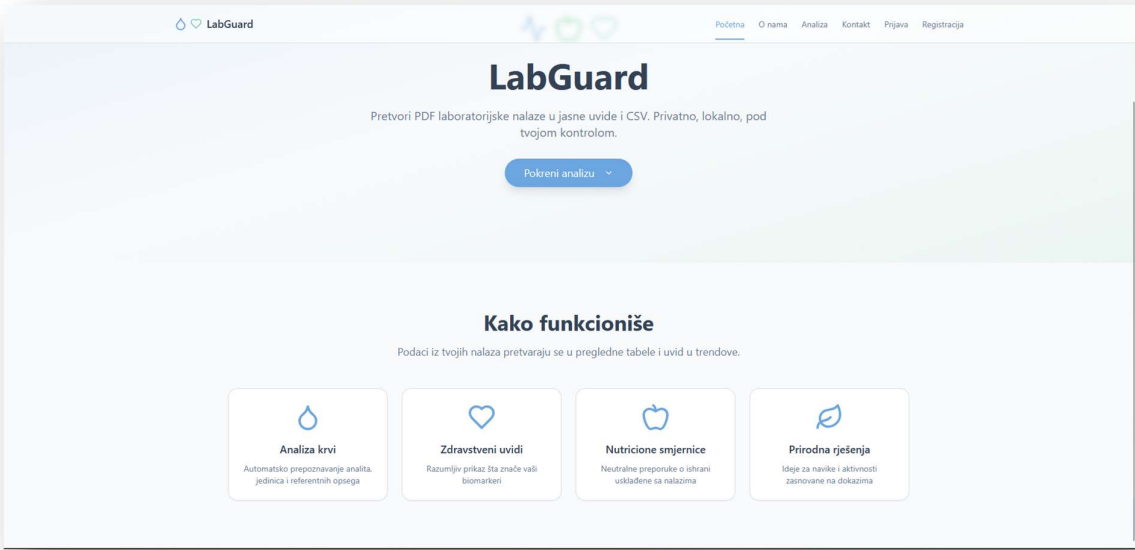 LabGuard
Početna O nama Analiza Kontakt Prijava Registracija
LabGuard
Pretvori PDF laboratorijske nalaze u jasne uvide i CSV. Privatno, lokalno, pod
tvojom kontrolom.
Pokreni analizu
Kako funkcioniše
Podaci iz tvojih nalaza pretvaraju se u pregledne tabele i uvid u trendove.
Analiza krvi
Automatsko prepoznavanje analita,
jedinica i referentnih opsega
Zdravstveni uvidi
Razumljiv prikaz šta znače vaši
biomarkeri
Nutricione smjernice
Neutralne preporuke o ishrani
usklađene sa nalazima
Prirodna rješenja
Ideje za navike i aktivnosti
zasnovane na dokazima